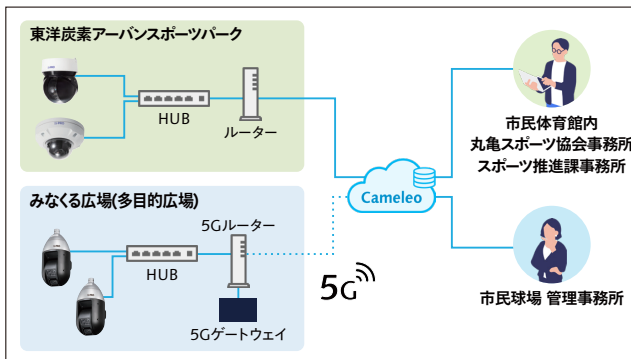 東洋炭素アーバンスポーツパーク
HUB
ルーター
みなくる広場(多目的広場)
5Gルーター
HUB
5Gゲートウェイ
5G
Cameleo
市民体育館内
丸亀スポーツ協会事務所
スポーツ推進課事務所
市民球場 管理事務所